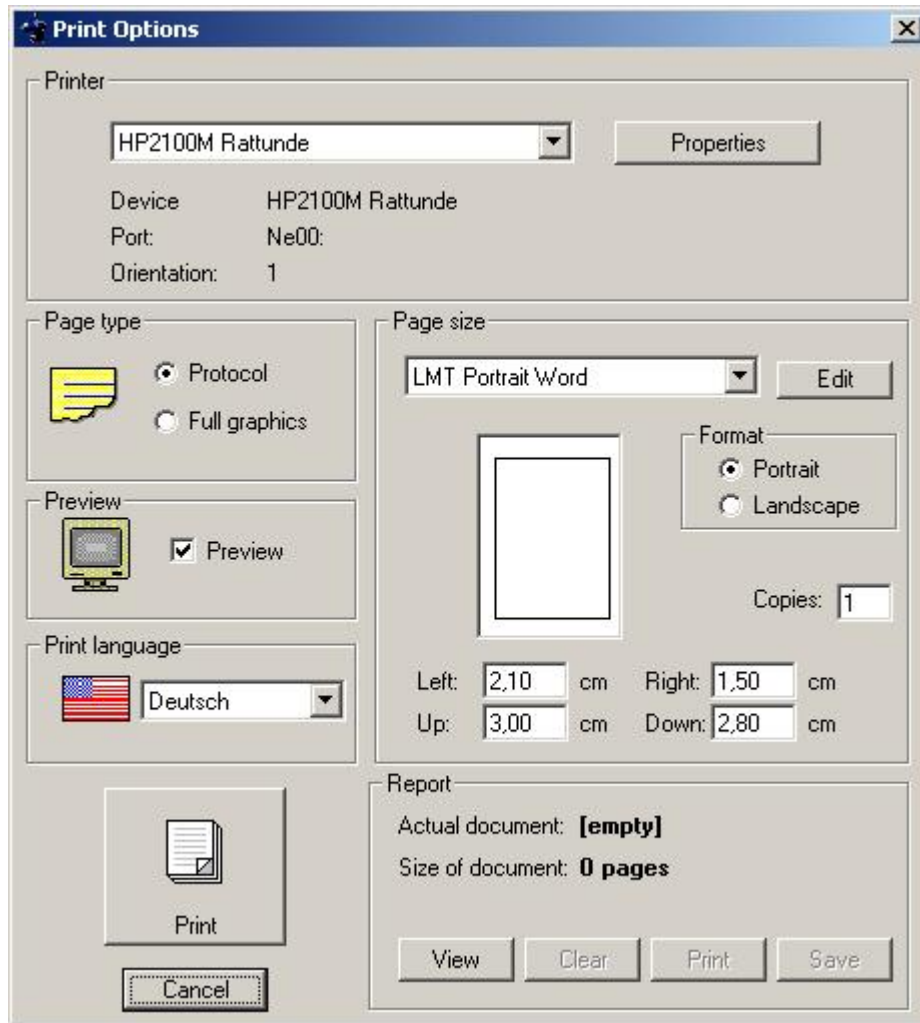 Print Options
Printer
HP2100M Rattunde
Properties
Device HP2100M Rattunde
Port: Ne00:
Orientation: 1
Page type
Protocol
Full graphics
Page size
LMT Portrait Word
Edit
Format
Portrait
Landscape
Copies: 1
Left: 2,10 cm Right: 1,50 cm
Up: 3,00 cm Down: 2,80 cm
Preview
Preview
Print language
Deutsch
Print
Cancel
Report
Actual document: [empty]
Size of document: 0 pages
View Clear Print Save